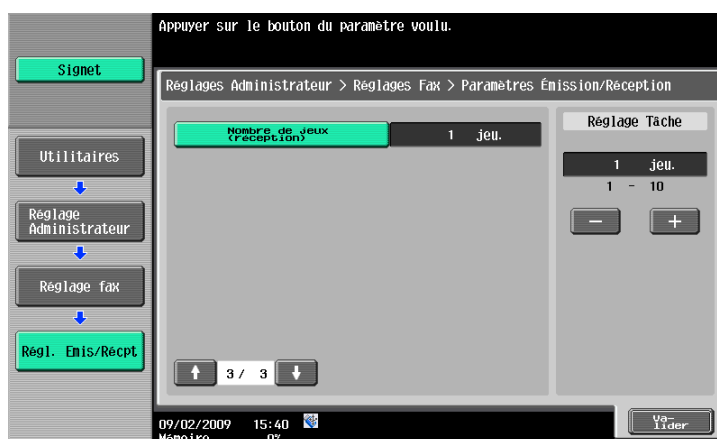 Appuyer sur le bouton du paramètre voulu.
Signet
Réglages Administrateur > Réglages Fax > Paramètres Émission/Réception
Utilitaires
Réglage
Administrateur
Réglage fax
Régl. Emis/Récpt
Nombre de jeux
(réception)
1 jeu.
Réglage Tâche
1 jeu.
1 - 10
− +
3/ 3
09/02/2009 15:40
Mémoire 0%
Va-
lider